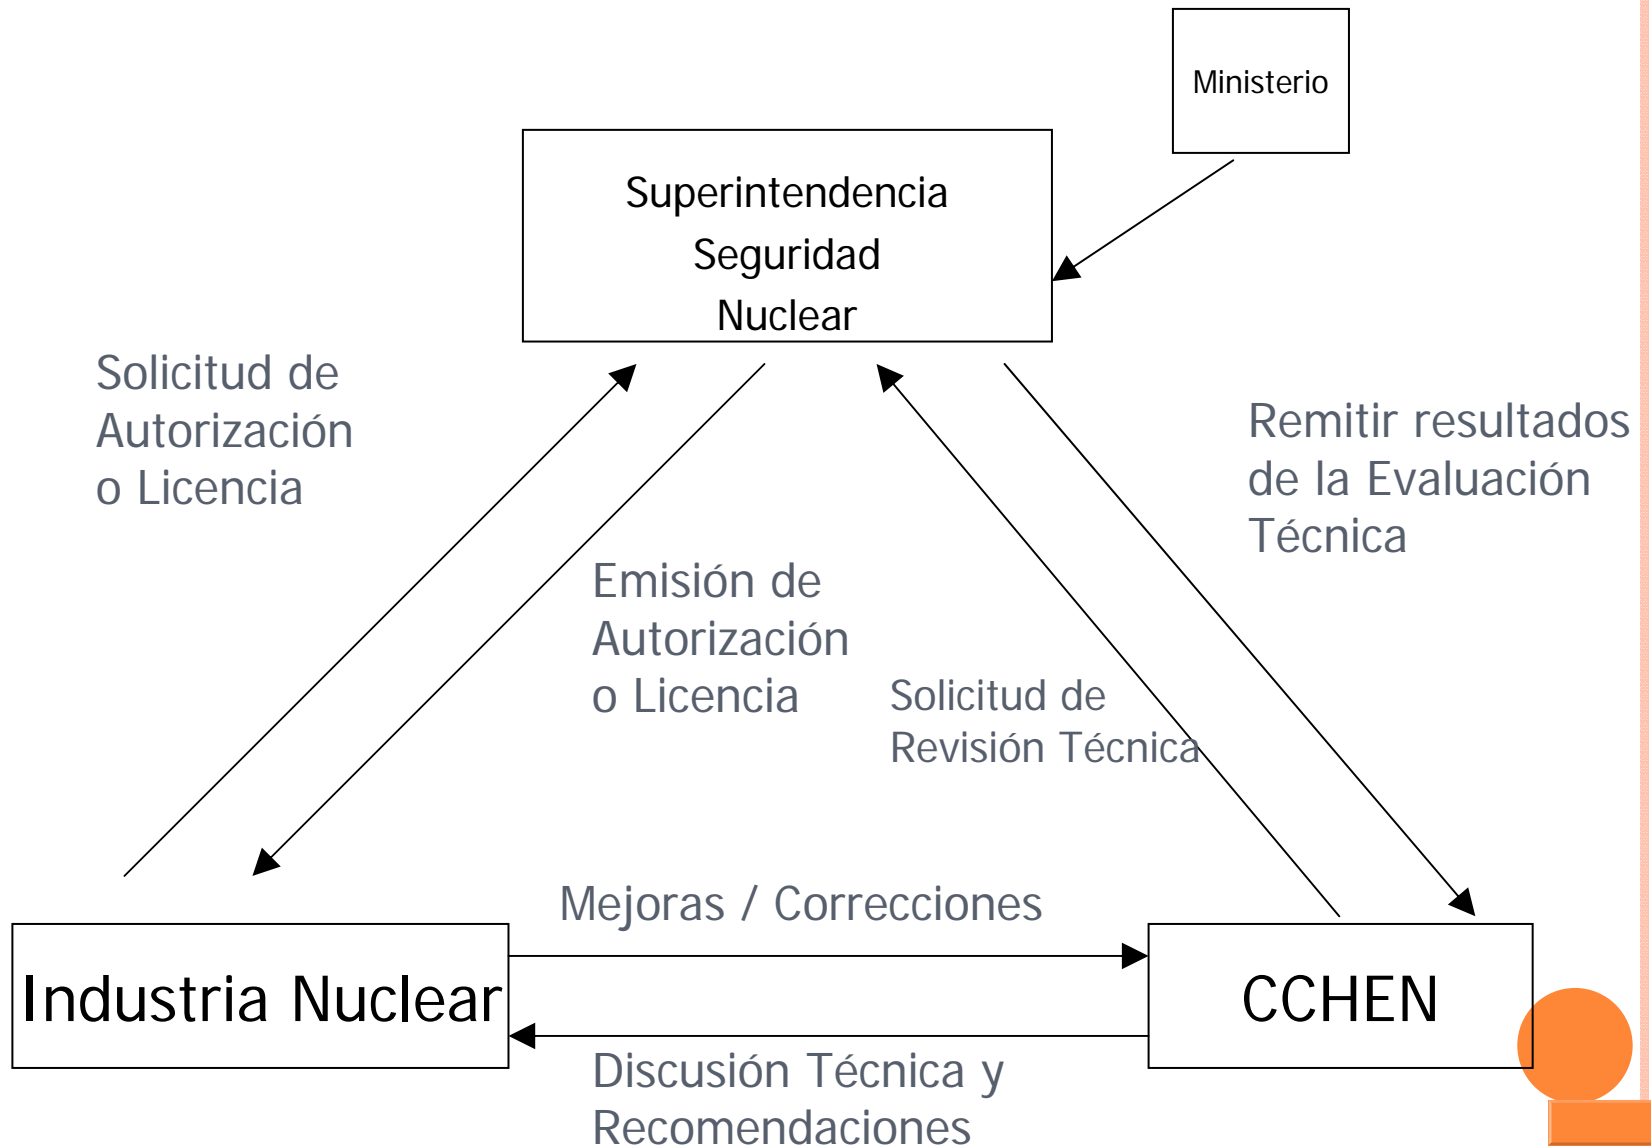 Ministerio
Superintendencia
Seguridad
Nuclear
Solicitud de
Autorización
o Licencia
Remitir resultados
de la Evaluación
Técnica
Emisión de
Autorización
o Licencia
Solicitud de
Revisión Técnica
Mejoras / Correcciones
Industria Nuclear
CCHEN
Discusión Técnica y
Recomendaciones